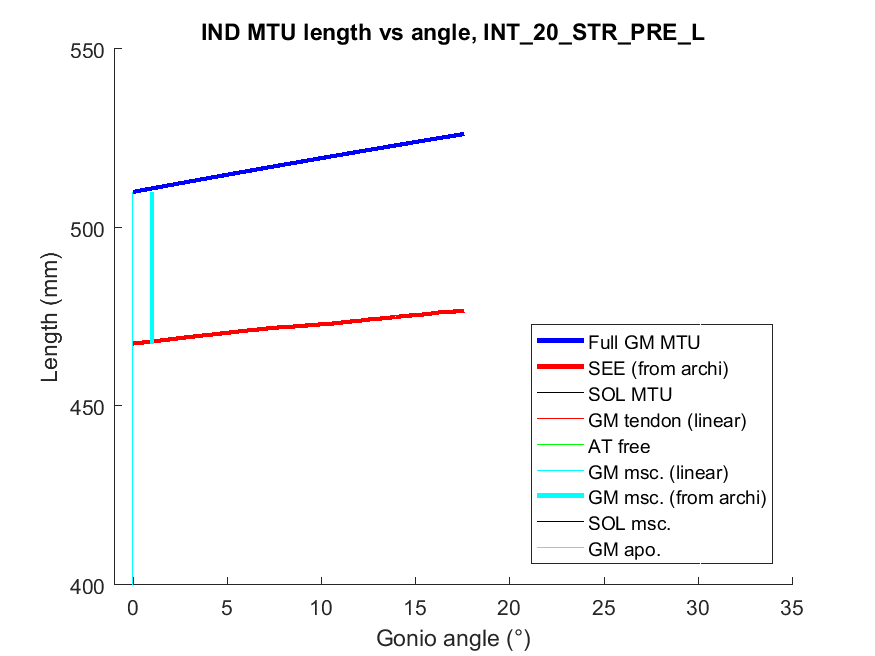 IND MTU length vs angle, INT_20_STR_PRE_L
550
500
450
400
Length (mm)
0 5 10 15 20 25 30 35
Gonio angle (°)
Full GM MTU
SEE (from archi)
SOL MTU
GM tendon (linear)
AT free
GM msc. (linear)
GM msc. (from archi)
SOL msc.
GM apo.